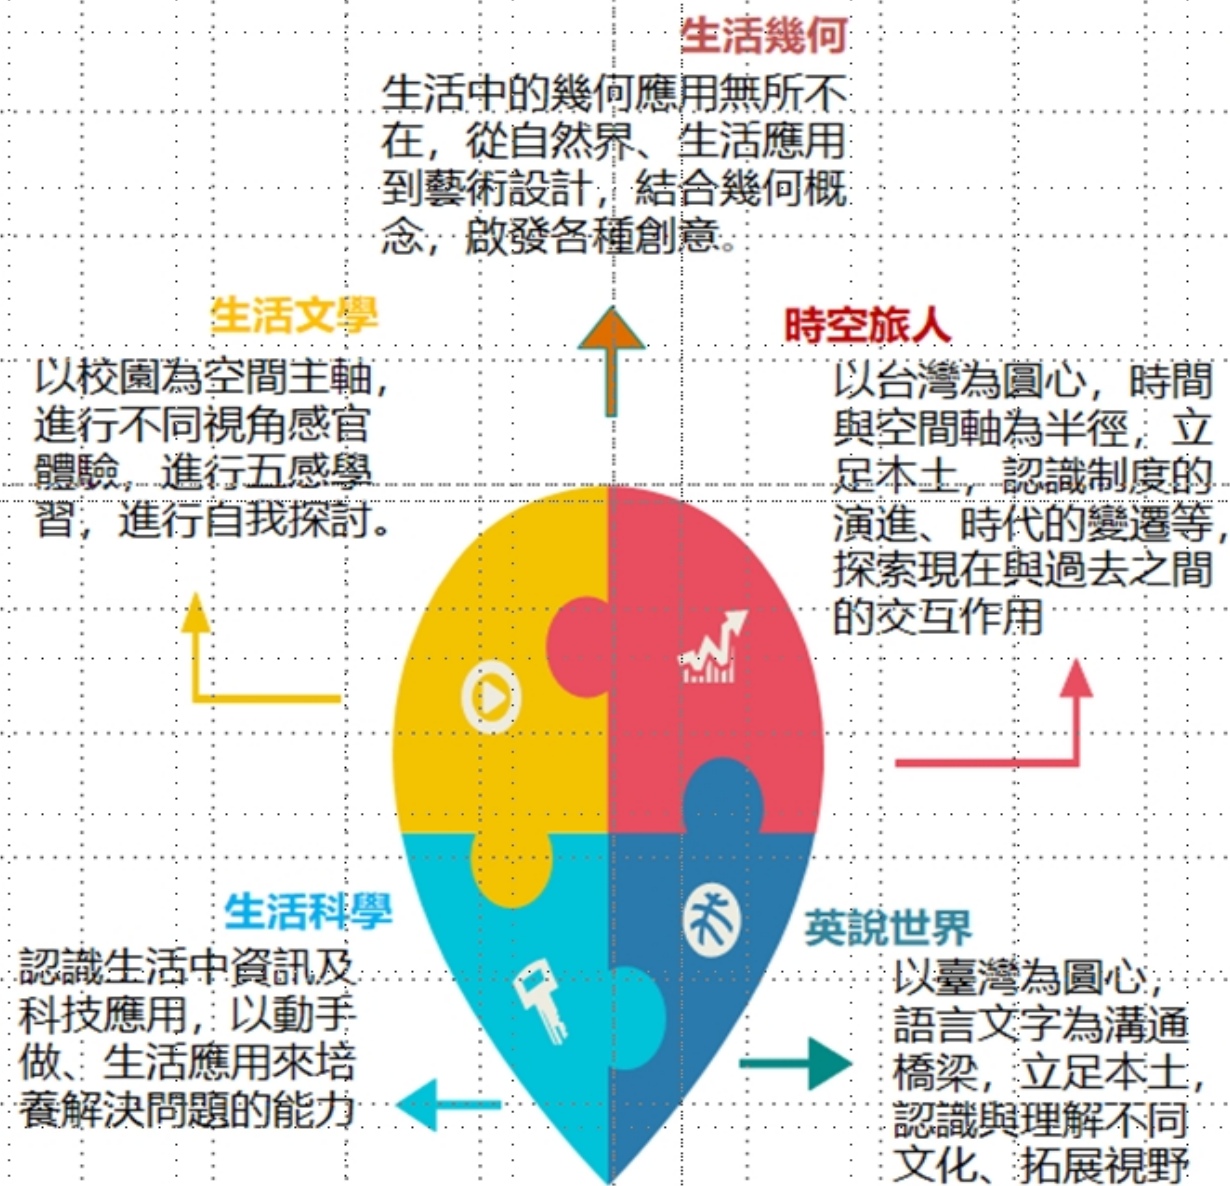 生活幾何
生活中的幾何應用無所不
在，從自然界、生活應用
到藝術設計，結合幾何概
念，啟發各種創意。
生活文學
以校園為空間主軸，
進行不同視角感官
體驗，進行五感學
習，進行自我探討。
時空旅人
以台灣為圓心，時間
與空間軸為半徑，立
足本土，認識制度的
演進、時代的變遷等，
探索現在與過去之間
的交互作用
生活科學
認識生活中資訊及
科技應用，以動手
做、生活應用來培
養解決問題的能力
英說世界
以臺灣為圓心，
語言文字為溝通
橋梁，立足本土，
認識與理解不同
文化、拓展視野